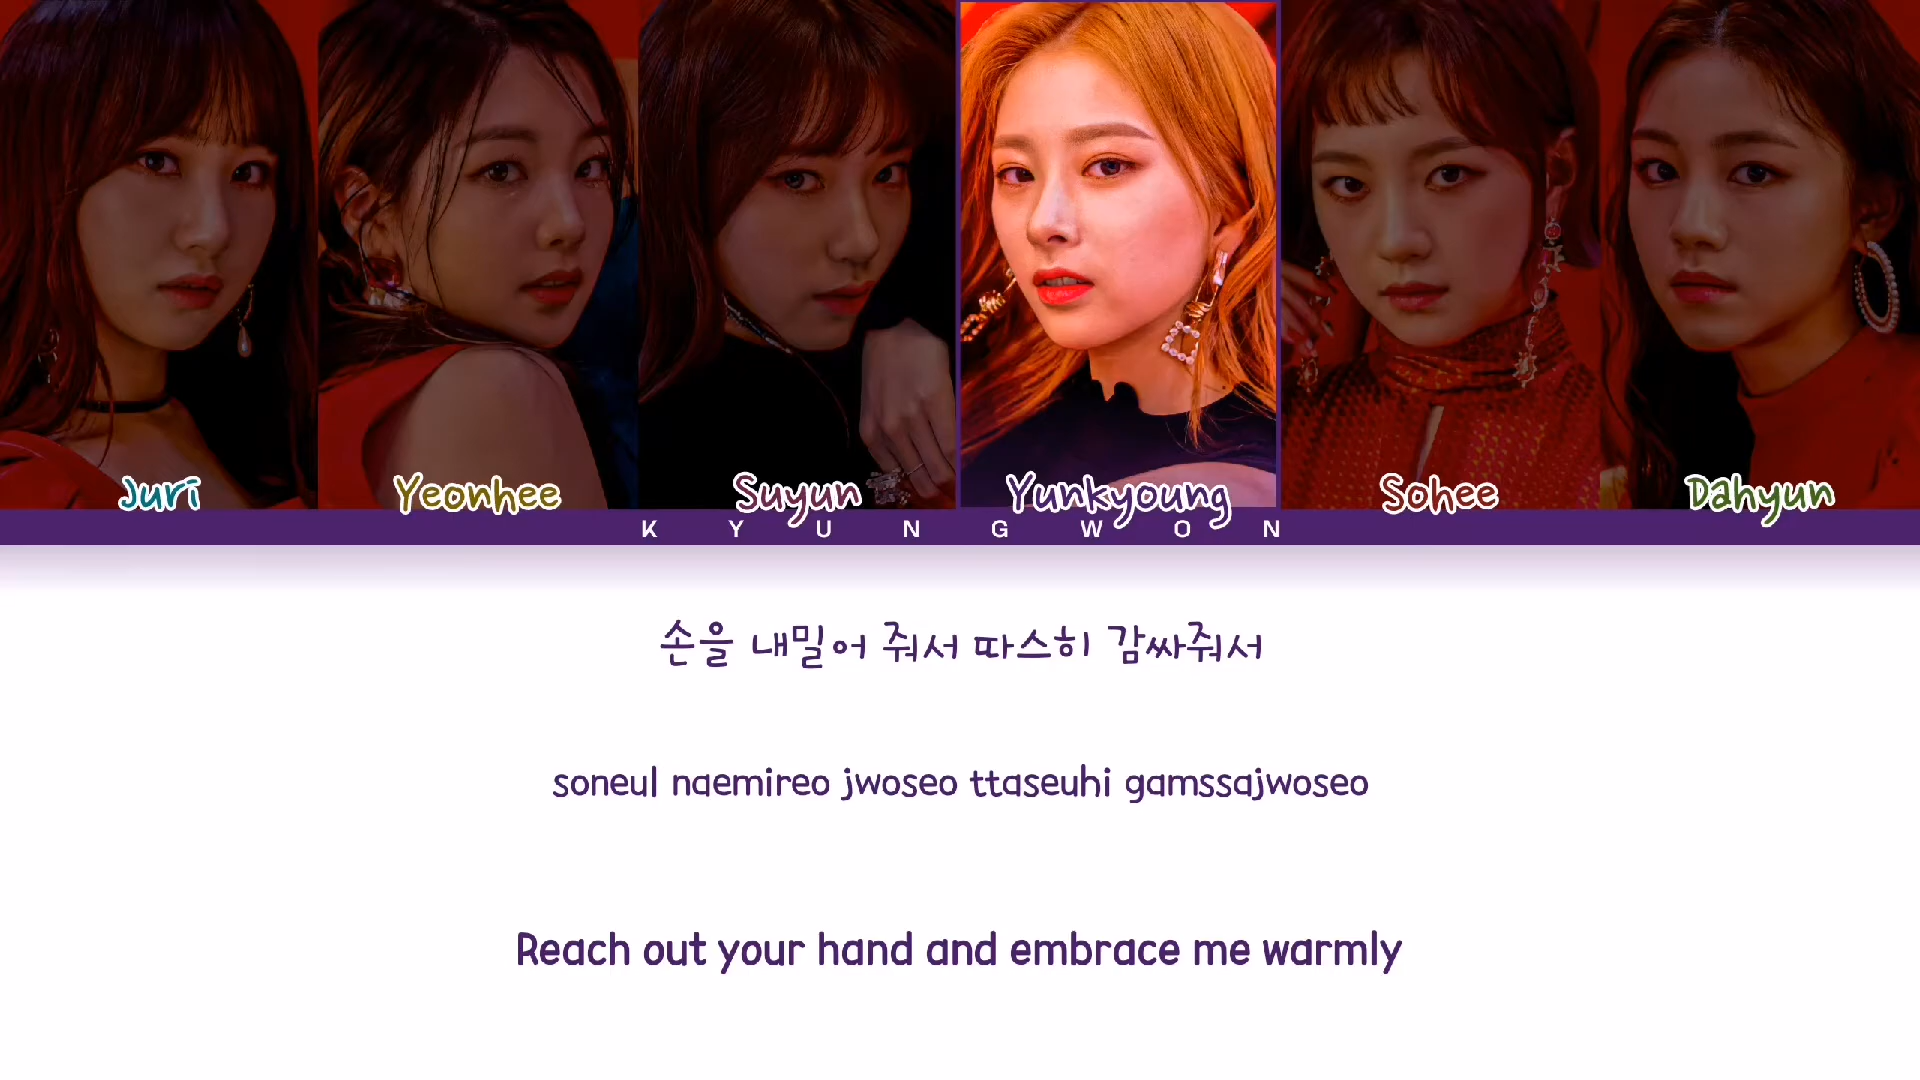 Juri Yeonhee Suyun Yunkyoung Sohee Dahyun
KYUNGWON
손을 내밀어 줘서 따스히 감싸줘서
soneul naemireo jwoseo ttaseuhi gamssajwoseo
Reach out your hand and embrace me warmly